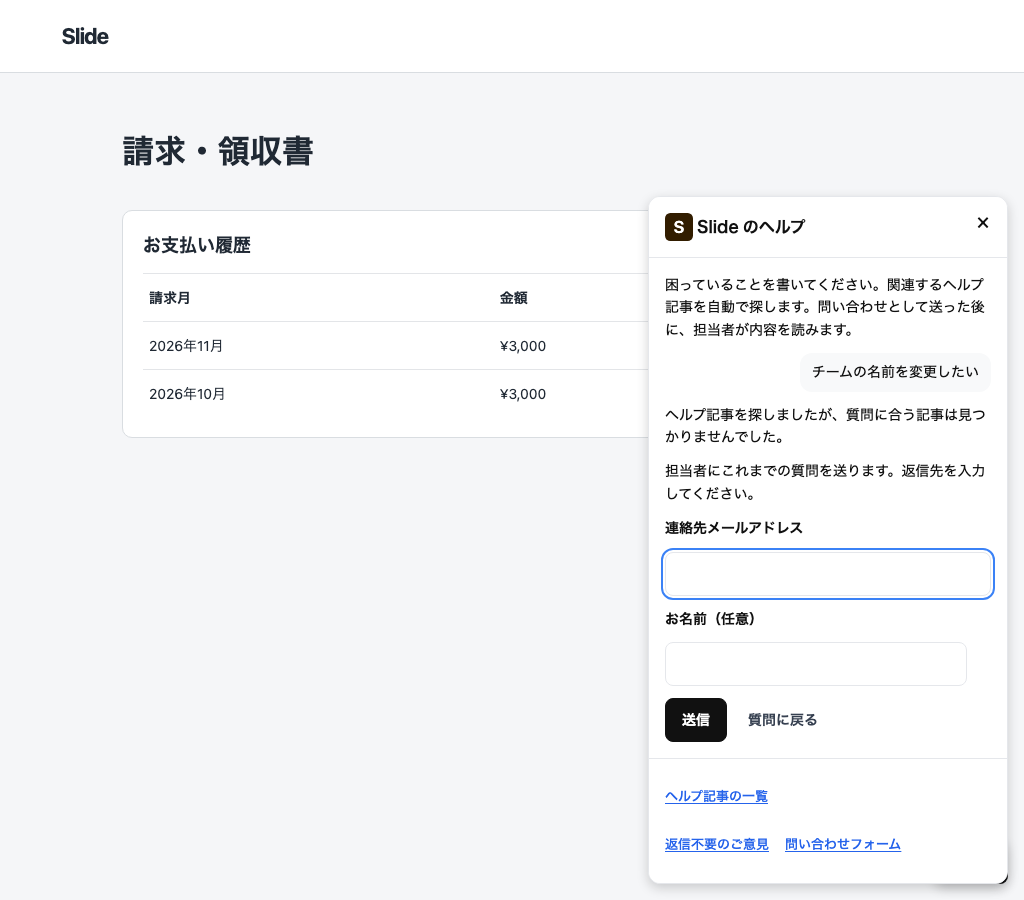 Slide
請求・領収書
お支払い履歴
請求月 金額
2026年11月 ¥3,000
2026年10月 ¥3,000
S Slide のヘルプ ×
困っていることを書いてください。関連するヘルプ
記事を自動で探します。問い合わせとして送った後
に、担当者が内容を読みます。
チームの名前を変更したい
ヘルプ記事を探しましたが、質問に合う記事は見つ
かりませんでした。
担当者にこれまでの質問を送ります。返信先を入力
してください。
連絡先メールアドレス
お名前（任意）
送信 質問に戻る
ヘルプ記事の一覧
返信不要のご意見 問い合わせフォーム